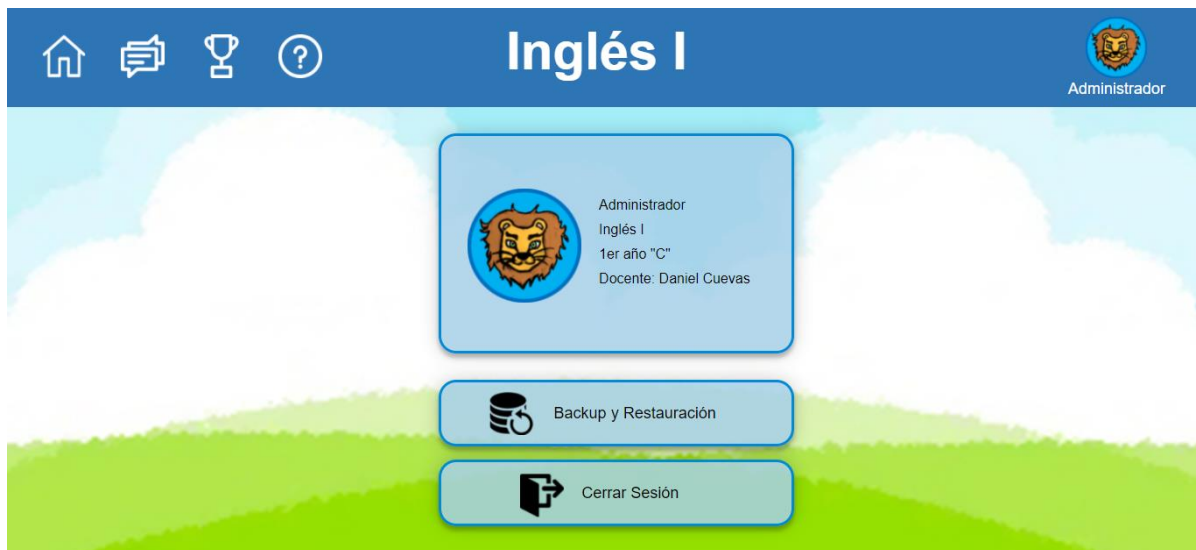 Inglés I
Administrador
Administrador
Inglés I
1er año "C"
Docente: Daniel Cuevas
Backup y Restauración
Cerrar Sesión